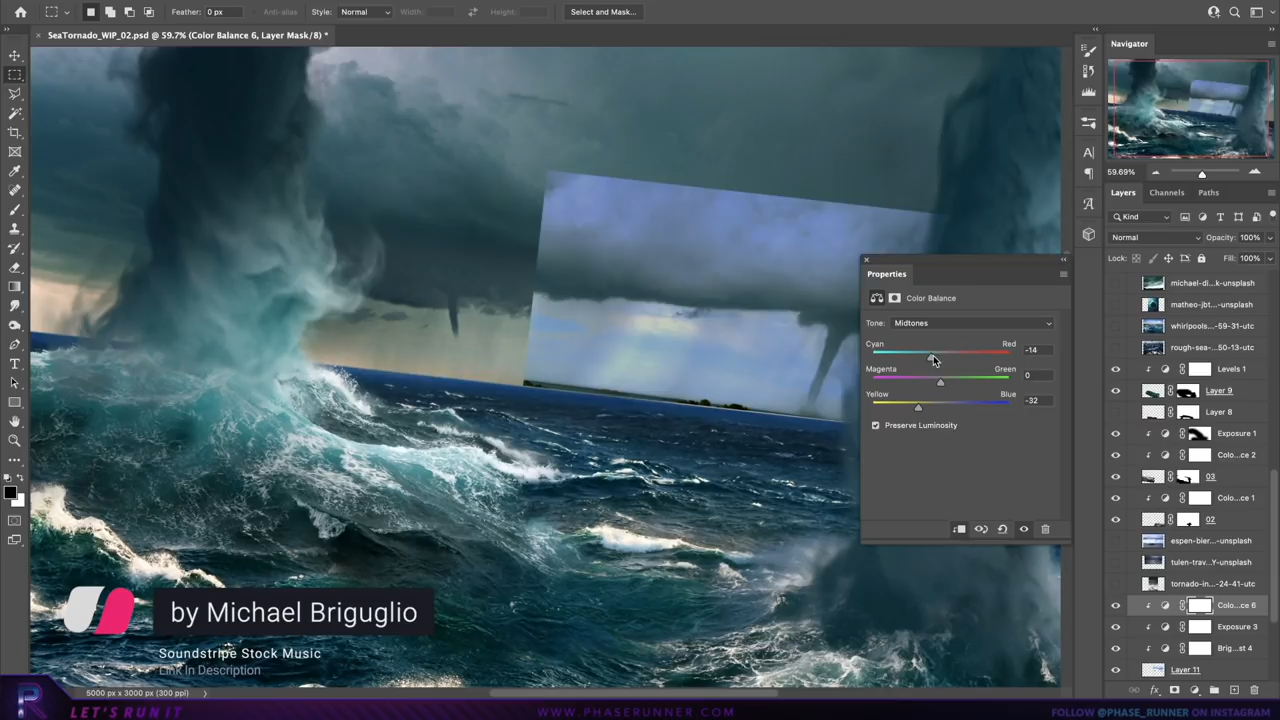 Feather: 0 px
Anti-alias
Style: Normal
Width:
Height:
Select and Mask...
SeaTornado_WIP_02.psd @ 59.7% (Color Balance 6, Layer Mask/8) *
Navigator
59.69%
Layers Channels Paths
Kind
Normal Opacity: 100%
Lock: Fill: 100%
michael-di...k-unsplash
matheo-jbt...-unsplash
whirlpools...-59-31-utc
rough-sea-...50-13-utc
Levels 1
Layer 9
Layer 8
Exposure 1
Colo...ce 2
03
Colo...ce 1
02
espen-bier...-unsplash
tulen-trav...Y-unsplash
tornado-in...-24-41-utc
Colo...ce 6
Exposure 3
Brig...st 4
Layer 11
Properties
Color Balance
Tone: Midtones
Cyan Red -14
Magenta Green 0
Yellow Blue -32
Preserve Luminosity
by Michael Briguglio
Soundstripe Stock Music
Link In Description
5000 px x 3000 px (300 ppi)
LET'S RUN IT
WWW.PHASERUNNER.COM
FOLLOW @PHASE_RUNNER ON INSTAGRAM